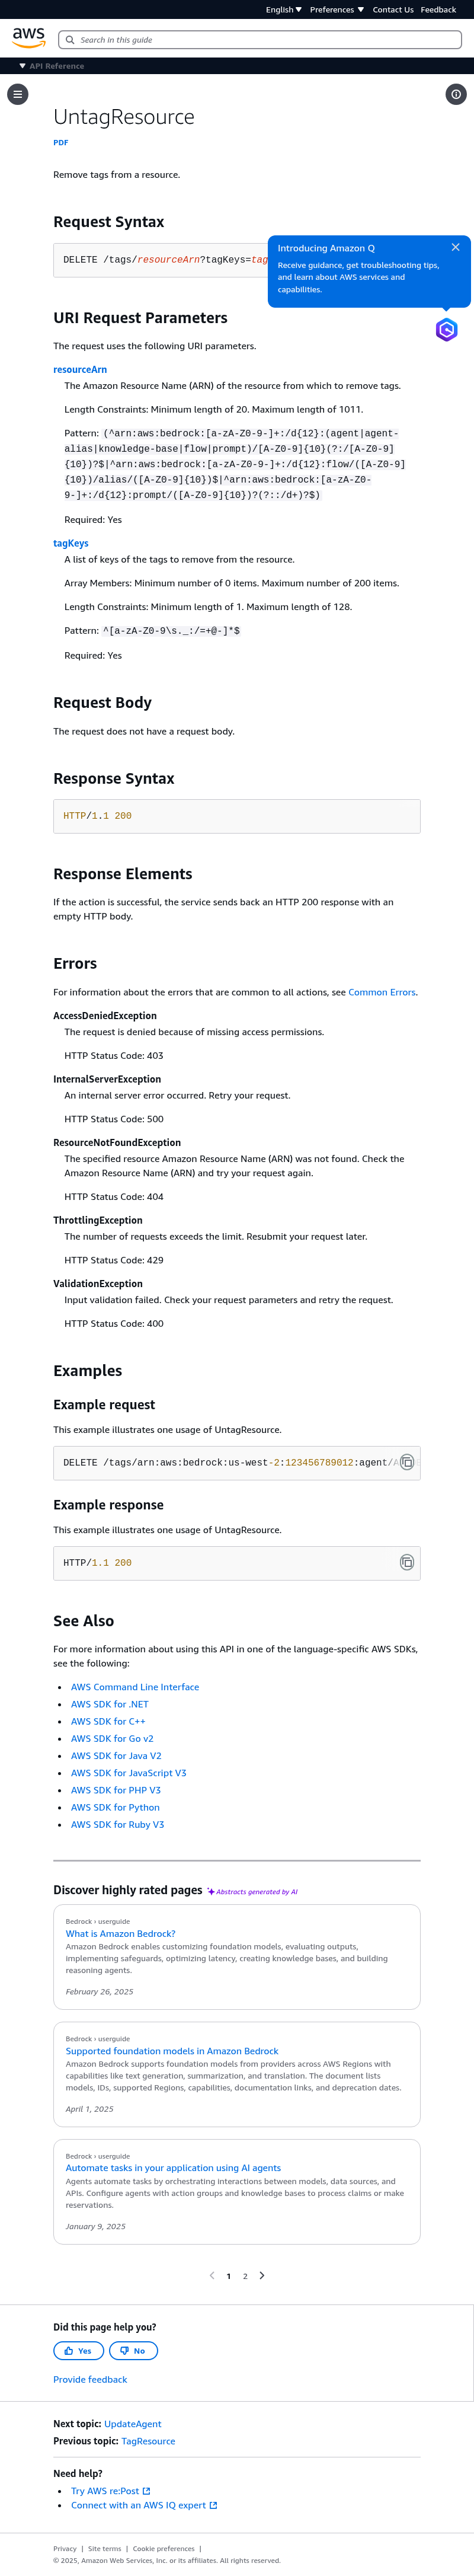 English Preferences Contact Us Feedback
aws
Search in this guide
API Reference
UntagResource
PDF
Remove tags from a resource.
Request Syntax
DELETE /tags/resourceArn?tagKeys=tag
Introducing Amazon Q
Receive guidance, get troubleshooting tips,
and learn about AWS services and
capabilities.
URI Request Parameters
The request uses the following URI parameters.
resourceArn
The Amazon Resource Name (ARN) of the resource from which to remove tags.
Length Constraints: Minimum length of 20. Maximum length of 1011.
Pattern: (^arn:aws:bedrock:[a-zA-Z0-9-]+:/d{12}:(agent|agent-
alias|knowledge-base|flow|prompt)/[A-Z0-9]{10}(?:/[A-Z0-9]
{10})?$|^arn:aws:bedrock:[a-zA-Z0-9-]+:/d{12}:flow/([A-Z0-9]
{10})/alias/([A-Z0-9]{10})$|^arn:aws:bedrock:[a-zA-Z0-
9-]+:/d{12}:prompt/([A-Z0-9]{10})?(?::/d+)?$)
Required: Yes
tagKeys
A list of keys of the tags to remove from the resource.
Array Members: Minimum number of 0 items. Maximum number of 200 items.
Length Constraints: Minimum length of 1. Maximum length of 128.
Pattern: ^[a-zA-Z0-9\s._:/=+@-]*$
Required: Yes
Request Body
The request does not have a request body.
Response Syntax
HTTP/1.1 200
Response Elements
If the action is successful, the service sends back an HTTP 200 response with an
empty HTTP body.
Errors
For information about the errors that are common to all actions, see Common Errors.
AccessDeniedException
The request is denied because of missing access permissions.
HTTP Status Code: 403
InternalServerException
An internal server error occurred. Retry your request.
HTTP Status Code: 500
ResourceNotFoundException
The specified resource Amazon Resource Name (ARN) was not found. Check the
Amazon Resource Name (ARN) and try your request again.
HTTP Status Code: 404
ThrottlingException
The number of requests exceeds the limit. Resubmit your request later.
HTTP Status Code: 429
ValidationException
Input validation failed. Check your request parameters and retry the request.
HTTP Status Code: 400
Examples
Example request
This example illustrates one usage of UntagResource.
DELETE /tags/arn:aws:bedrock:us-west-2:123456789012:agent/A
Example response
This example illustrates one usage of UntagResource.
HTTP/1.1 200
See Also
For more information about using this API in one of the language-specific AWS SDKs,
see the following:
• AWS Command Line Interface
• AWS SDK for .NET
• AWS SDK for C++
• AWS SDK for Go v2
• AWS SDK for Java V2
• AWS SDK for JavaScript V3
• AWS SDK for PHP V3
• AWS SDK for Python
• AWS SDK for Ruby V3
Discover highly rated pages Abstracts generated by AI
Bedrock › userguide
What is Amazon Bedrock?
Amazon Bedrock enables customizing foundation models, evaluating outputs,
implementing safeguards, optimizing latency, creating knowledge bases, and building
reasoning agents.
February 26, 2025
Bedrock › userguide
Supported foundation models in Amazon Bedrock
Amazon Bedrock supports foundation models from providers across AWS Regions with
capabilities like text generation, summarization, and translation. The document lists
models, IDs, supported Regions, capabilities, documentation links, and deprecation dates.
April 1, 2025
Bedrock › userguide
Automate tasks in your application using AI agents
Agents automate tasks by orchestrating interactions between models, data sources, and
APIs. Configure agents with action groups and knowledge bases to process claims or make
reservations.
January 9, 2025
1 2
Did this page help you?
Yes No
Provide feedback
Next topic: UpdateAgent
Previous topic: TagResource
Need help?
• Try AWS re:Post
• Connect with an AWS IQ expert
Privacy | Site terms | Cookie preferences |
© 2025, Amazon Web Services, Inc. or its affiliates. All rights reserved.